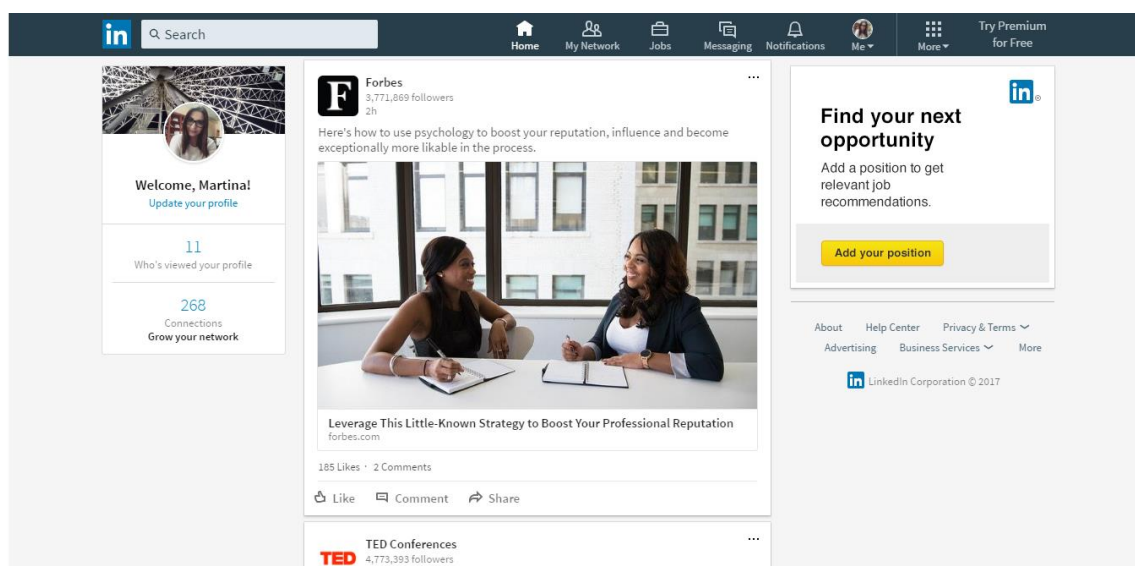 in Search
Home My Network Jobs Messaging Notifications Me More Try Premium for Free
Welcome, Martina!
Update your profile
11
Who's viewed your profile
268
Connections
Grow your network
F Forbes
3,771,869 followers
2h
Here's how to use psychology to boost your reputation, influence and become
exceptionally more likable in the process.
Leverage This Little-Known Strategy to Boost Your Professional Reputation
forbes.com
185 Likes · 2 Comments
Like Comment Share
TED TED Conferences
4,773,393 followers
in
Find your next
opportunity
Add a position to get
relevant job
recommendations.
Add your position
About Help Center Privacy & Terms
Advertising Business Services More
in LinkedIn Corporation © 2017